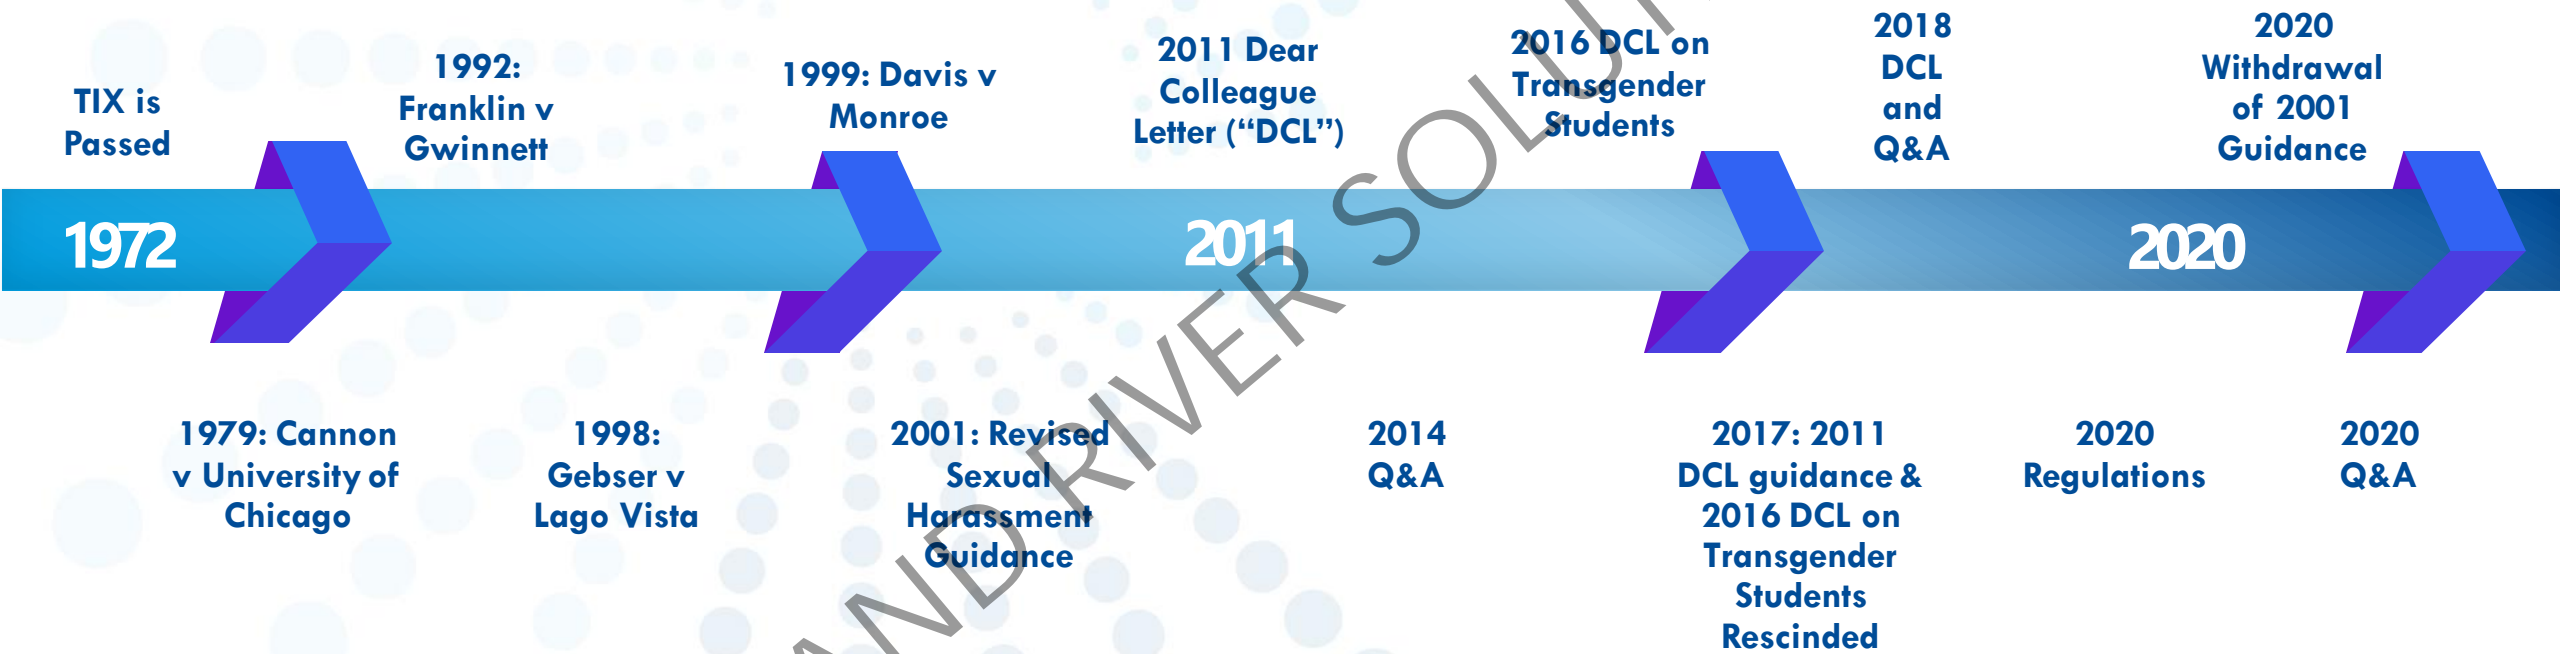 TIX is
Passed
1992:
Franklin v
Gwinnett
1999: Davis v
Monroe
2011 Dear
Colleague
Letter (“DCL”)
2016 DCL on
Transgender
Students
2018
DCL
and
Q&A
2020
Withdrawal
of 2001
Guidance
1972
2011
2020
1979: Cannon
v University of
Chicago
1998:
Gebser v
Lago Vista
2001: Revised
Sexual
Harassment
Guidance
2014
Q&A
2017: 2011
DCL guidance &
2016 DCL on
Transgender
Students
Rescinded
2020
Regulations
2020
Q&A
AND RIVER SOLU